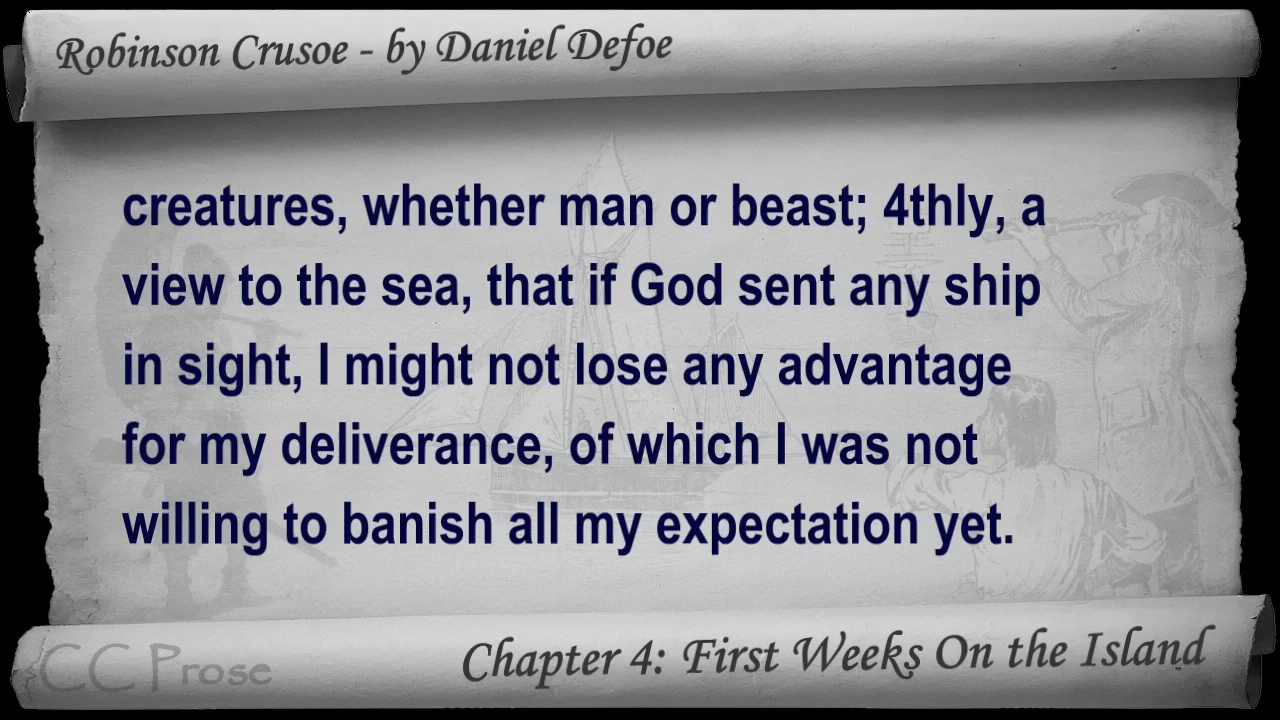 Robinson Crusoe - by Daniel Defoe
creatures, whether man or beast; 4thly, a
view to the sea, that if God sent any ship
in sight, I might not lose any advantage
for my deliverance, of which I was not
willing to banish all my expectation yet.
CC Prose
Chapter 4: First Weeks On the Island